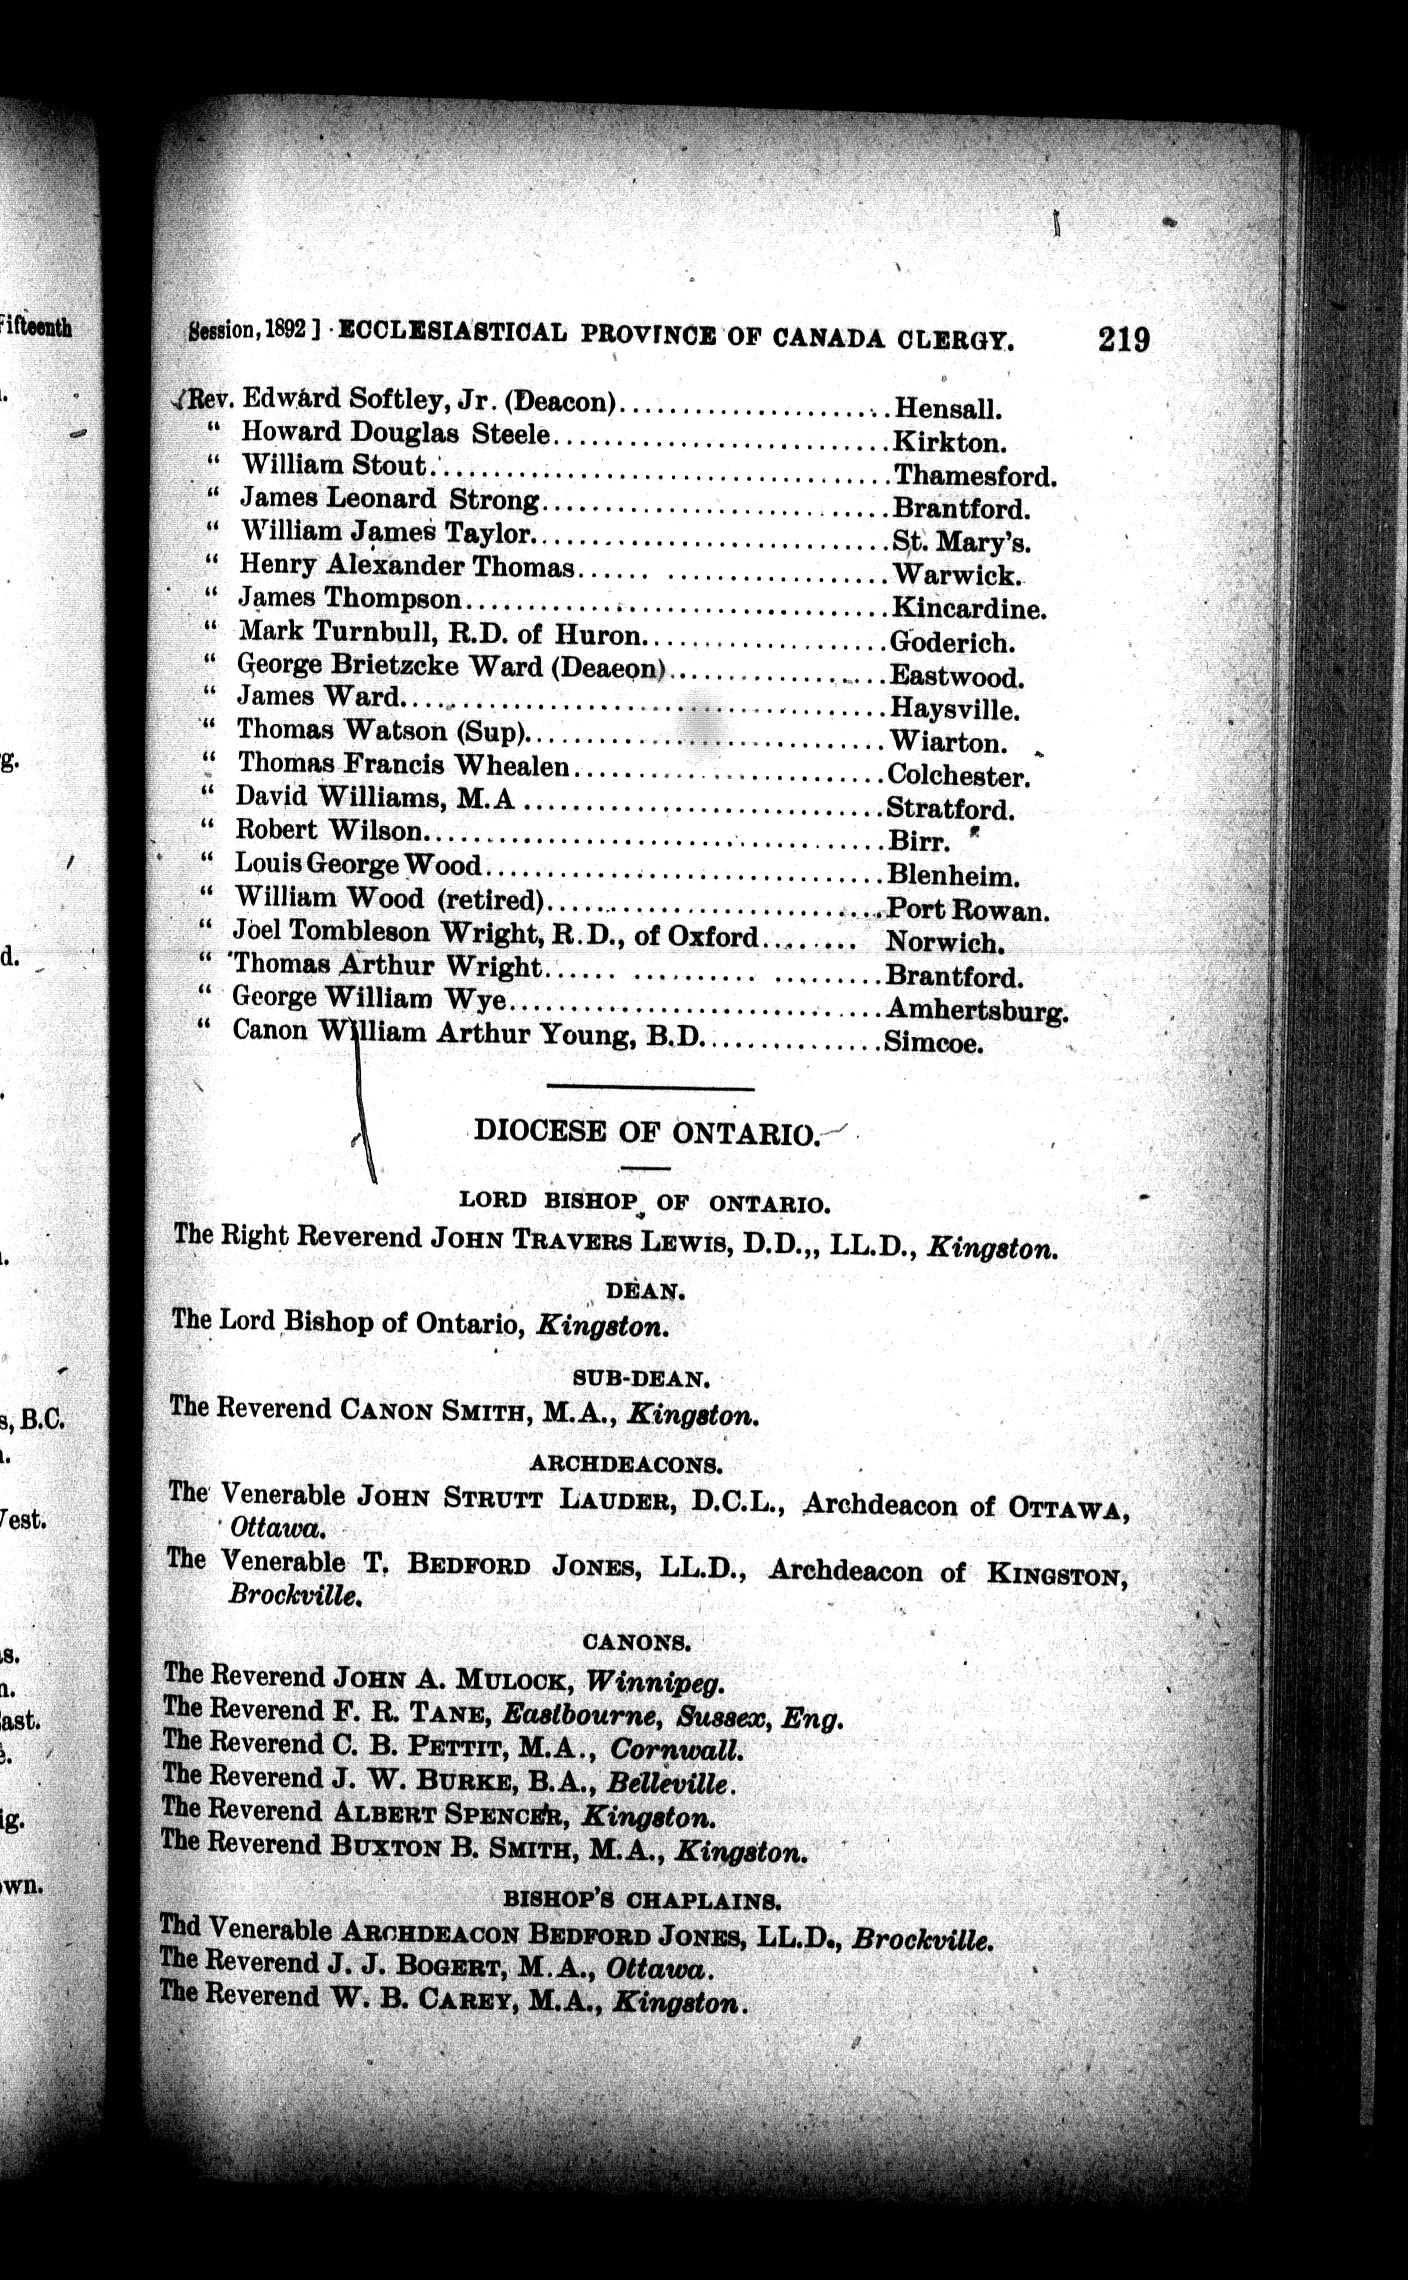 Session, 1892 ] ECCLESIASTICAL PROVINCE OF CANADA CLERGY. 219
Rev. Edward Softley, Jr. (Deacon)......................Hensall.
“ Howard Douglas Steele...........................Kirkton.
“ William Stout.....................................Thamesford.
“ James Leonard Strong............................Brantford.
“ William James Taylor.............................St. Mary's.
“ Henry Alexander Thomas...... ..................Warwick.
“ James Thompson..................................Kincardine.
“ Mark Turnbull, R.D. of Huron....................Goderich.
“ George Brietzcke Ward (Deaeon)..................Eastwood.
“ James Ward.......................................Haysville.
“ Thomas Watson (Sup).............................Wiarton.
“ Thomas Francis Whealen.........................Colchester.
“ David Williams, M.A .............................Stratford.
“ Robert Wilson.....................................Birr.
“ Louis George Wood................................Blenheim.
“ William Wood (retired)...........................Port Rowan.
“ Joel Tombleson Wright, R.D., of Oxford........ Norwich.
“ Thomas Arthur Wright...... .......... .........Brantford.
“ George William Wye..............................Amhertsburg.
“ Canon William Arthur Young, B.D...............Simcoe.
DIOCESE OF ONTARIO.
LORD BISHOP OF ONTARIO.
The Right Reverend JOHN TRAVERS LEWIS, D.D.,, LL.D., Kingston.
DEAN.
The Lord Bishop of Ontario, Kingston.
SUB-DEAN.
The Reverend CANON SMITH, M.A., Kingston.
ARCHDEACONS.
The Venerable JOHN STRUTT LAUDER, D.C.L., Archdeacon of OTTAWA,
Ottawa.
The Venerable T. BEDFORD JONES, LL.D., Archdeacon of KINGSTON,
Brockville.
CANONS.
The Reverend JOHN A. MULOCK, Winnipeg.
The Reverend F. R. TANE, Eastbourne, Sussex, Eng.
The Reverend C. B. PETTIT, M.A., Cornwall.
The Reverend J. W. BURKE, B.A., Belleville.
The Reverend ALBERT SPENCER, Kingston.
The Reverend BUXTON B. SMITH, M.A., Kingston.
BISHOP'S CHAPLAINS.
Thd Venerable ARCHDEACON BEDFORD JONES, LL.D., Brockville.
The Reverend J. J. BOGERT, M.A., Ottawa.
The Reverend W. B. CAREY, M.A., Kingston.